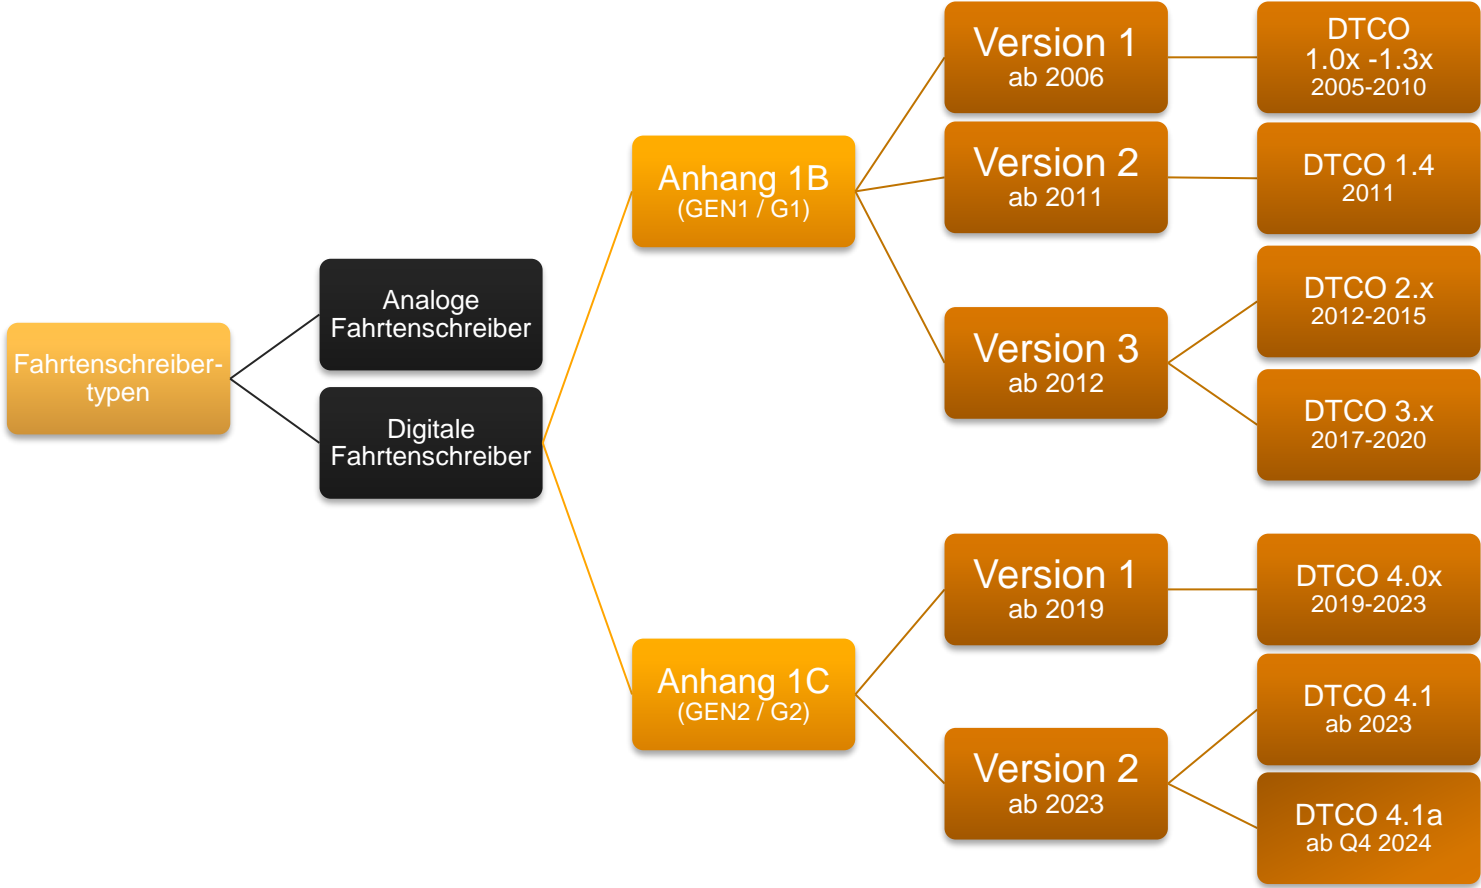 Fahrtenschreiber-
typen
Analoge
Fahrtenschreiber
Digitale
Fahrtenschreiber
Anhang 1B
(GEN1 / G1)
Version 1
ab 2006
DTCO
1.0x -1.3x
2005-2010
Version 2
ab 2011
DTCO 1.4
2011
Version 3
ab 2012
DTCO 2.x
2012-2015
DTCO 3.x
2017-2020
Anhang 1C
(GEN2 / G2)
Version 1
ab 2019
DTCO 4.0x
2019-2023
Version 2
ab 2023
DTCO 4.1
ab 2023
DTCO 4.1a
ab Q4 2024